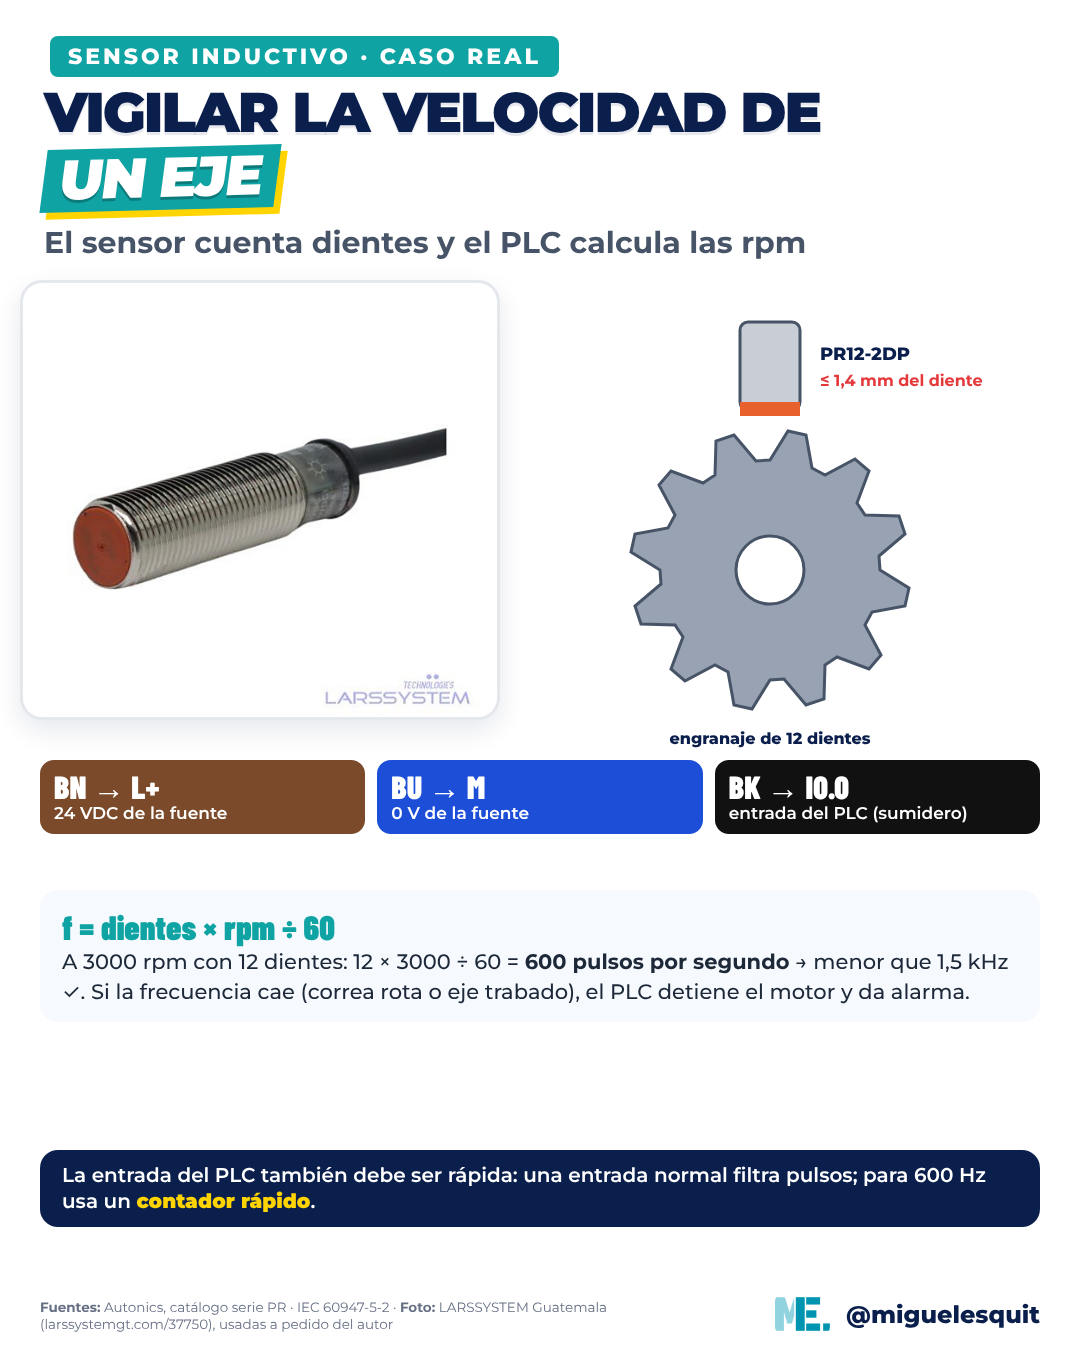 SENSOR INDUCTIVO · CASO REAL
VIGILAR LA VELOCIDAD DE
UN EJE
El sensor cuenta dientes y el PLC calcula las rpm
PR12-2DP
≤ 1,4 mm del diente
TECHNOLOGIES
LARSSYSTEM
engranaje de 12 dientes
BN → L+
24 VDC de la fuente
BU → M
0 V de la fuente
BK → I0.0
entrada del PLC (sumidero)
f = dientes × rpm ÷ 60
A 3000 rpm con 12 dientes: 12 × 3000 ÷ 60 = 600 pulsos por segundo → menor que 1,5 kHz
✓. Si la frecuencia cae (correa rota o eje trabado), el PLC detiene el motor y da alarma.
La entrada del PLC también debe ser rápida: una entrada normal filtra pulsos; para 600 Hz
usa un contador rápido.
Fuentes: Autonics, catálogo serie PR · IEC 60947-5-2 · Foto: LARSSYSTEM Guatemala
(larssystemgt.com/37750), usadas a pedido del autor
ME. @miguelesquit